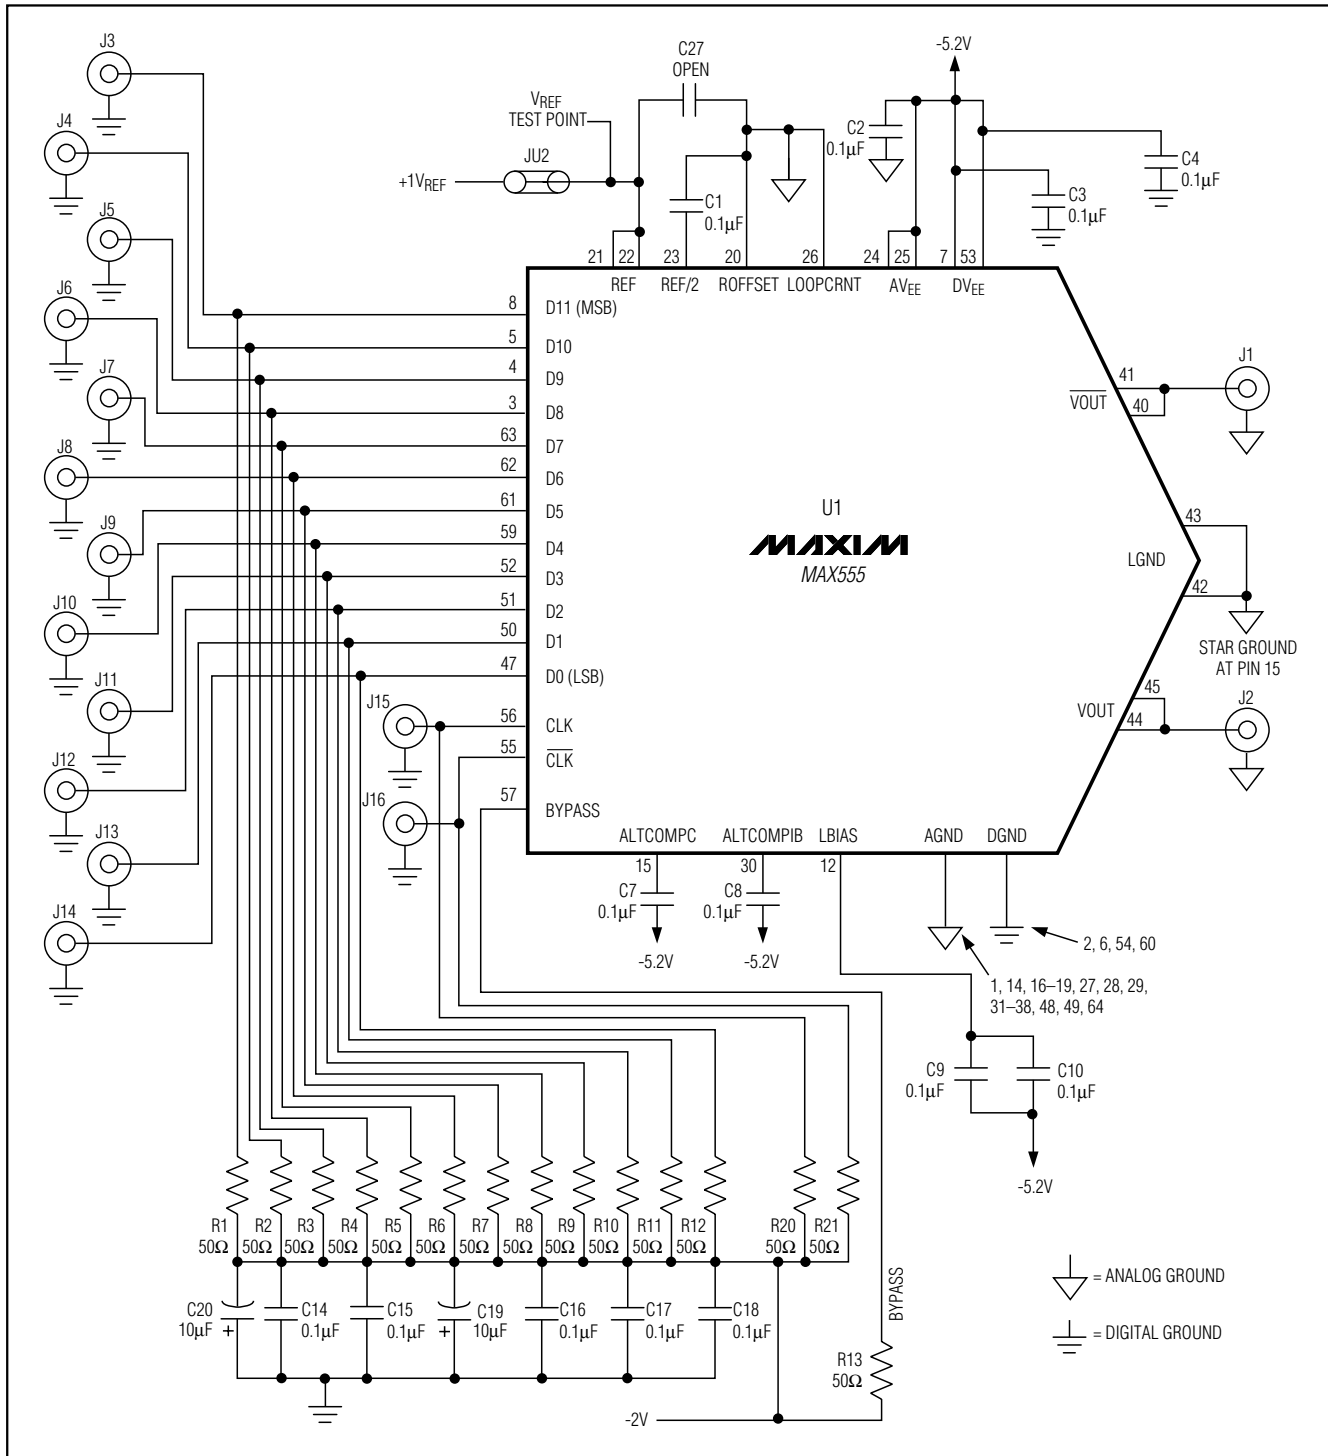 J3
J4
J5
J6
J7
J8
J9
J10
J11
J12
J13
J14
J15
J16
C27
OPEN
VREF
TEST POINT
JU2
+1VREF
C1
0.1µF
-5.2V
C2
0.1µF
C3
0.1µF
C4
0.1µF
21 22 23 20 26 24 25 7 53
REF REF/2 ROFFSET LOOPCRNT AVEE DVEE
8 D11 (MSB)
5 D10
4 D9
3 D8
63 D7
62 D6
61 D5
59 D4
52 D3
51 D2
50 D1
47 D0 (LSB)
56 CLK
55 CLK
57 BYPASS
U1
MAXIM
MAX555
41
VOUT
40
J1
43
LGND
42
STAR GROUND
AT PIN 15
45
VOUT
44
J2
ALTCOMPC ALTCOMPIB LBIAS AGND DGND
15 30 12
C7
0.1µF
-5.2V
C8
0.1µF
-5.2V
2, 6, 54, 60
1, 14, 16–19, 27, 28, 29,
31–38, 48, 49, 64
C9
0.1µF
C10
0.1µF
-5.2V
R1 R2 R3 R4 R5 R6 R7 R8 R9 R10 R11 R12 R20 R21
50Ω 50Ω 50Ω 50Ω 50Ω 50Ω 50Ω 50Ω 50Ω 50Ω 50Ω 50Ω 50Ω 50Ω
C20
10µF +
C14
0.1µF
C15
0.1µF
+
C19
10µF
C16
0.1µF
C17
0.1µF
C18
0.1µF
BYPASS
R13
50Ω
-2V
= ANALOG GROUND
= DIGITAL GROUND